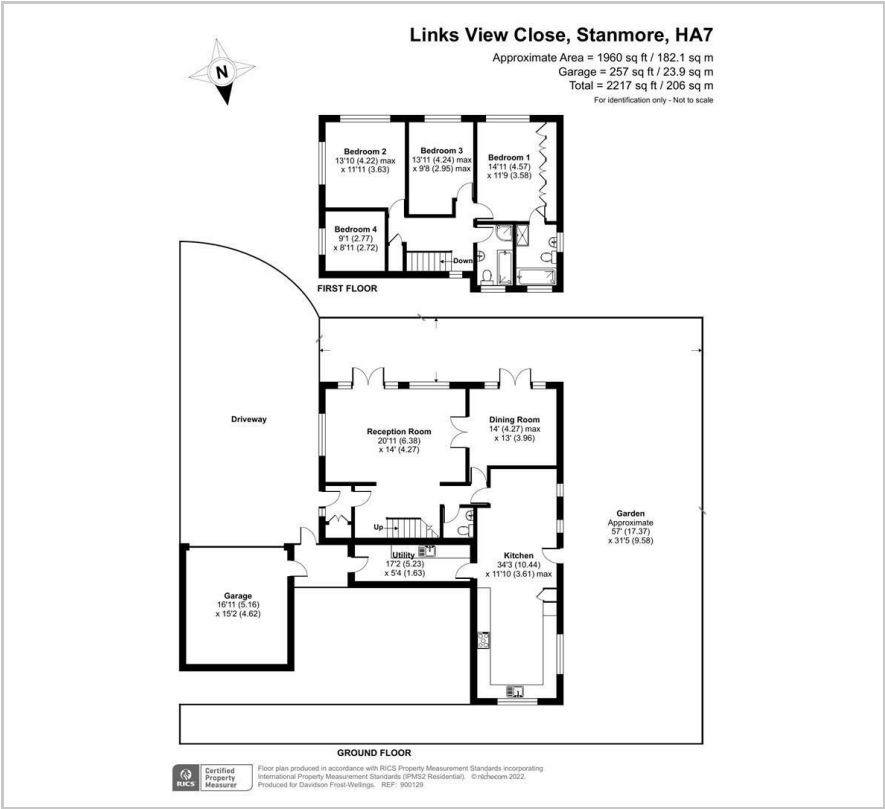 Links View Close, Stanmore, HA7
Approximate Area = 1960 sq ft / 182.1 sq m
Garage = 257 sq ft / 23.9 sq m
Total = 2217 sq ft / 206 sq m
For identification only - Not to scale
N
Bedroom 2
13'10 (4.22) max
x 11'11 (3.63)
Bedroom 3
13'11 (4.24) max
x 9'8 (2.95) max
Bedroom 1
14'11 (4.57)
x 11'9 (3.58)
Bedroom 4
9'1 (2.77)
x 8'11 (2.72)
Down
FIRST FLOOR
Driveway
Reception Room
20'11 (6.38)
x 14' (4.27)
Dining Room
14' (4.27) max
x 13' (3.96)
Garden
Approximate
57' (17.37)
x 31'5 (9.58)
Up
Utility
17'2 (5.23)
x 5'4 (1.63)
Kitchen
34'3 (10.44)
x 11'10 (3.61) max
Garage
16'11 (5.16)
x 15'2 (4.62)
GROUND FLOOR
RICS
Certified
Property
Measurer
Floor plan produced in accordance with RICS Property Measurement Standards incorporating
International Property Measurement Standards (IPMS2 Residential). © nichecom 2022.
Produced for Davidson Frost-Wellings. REF: 900129